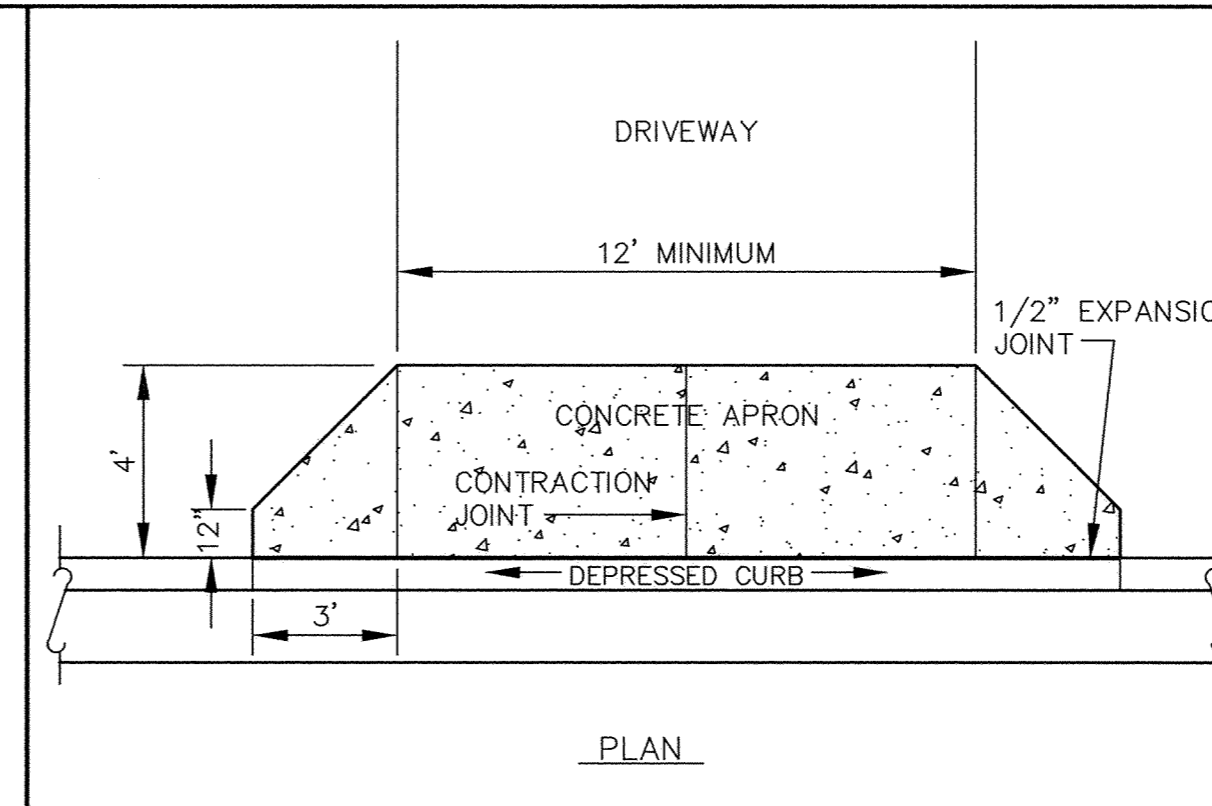 DRIVEWAY
12' MINIMUM
1/2" EXPANSIO
JOINT
4'
CONCRETE APRON
CONTRACTION
JOINT
12"
DEPRESSED CURB
3'
PLAN